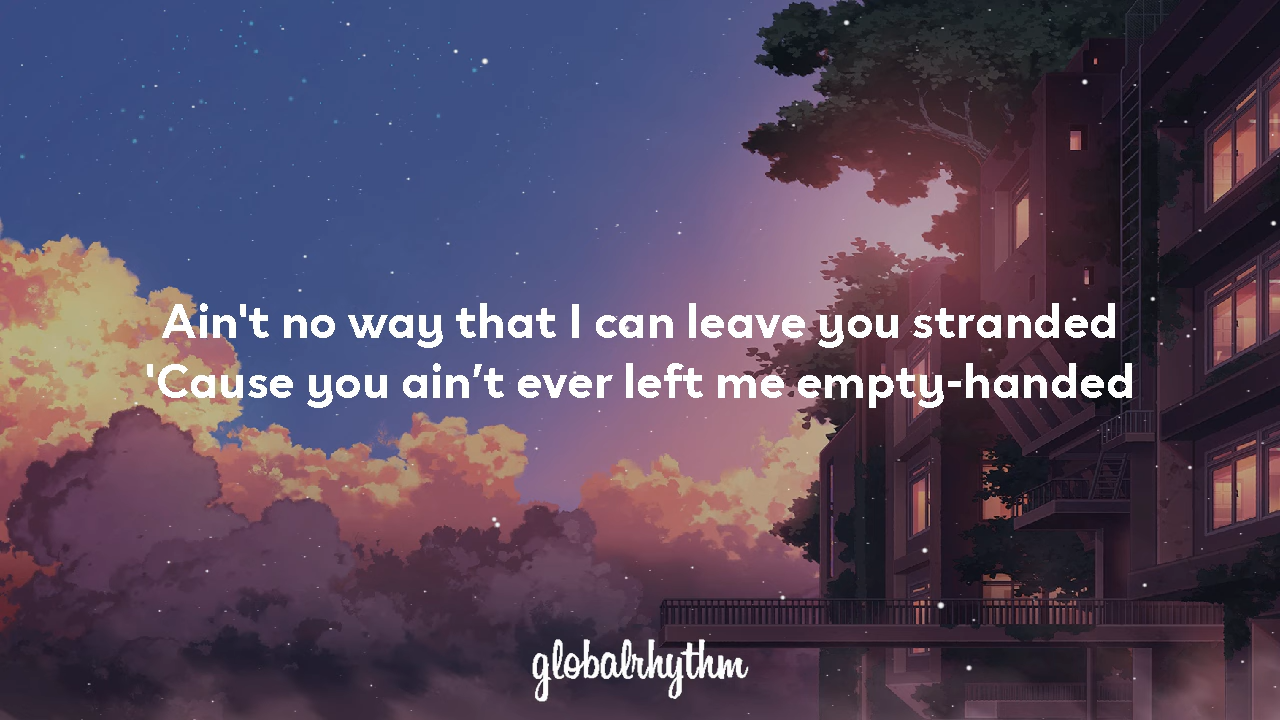 Ain't no way that I can leave you stranded
'Cause you ain’t ever left me empty-handed
globalrhythm